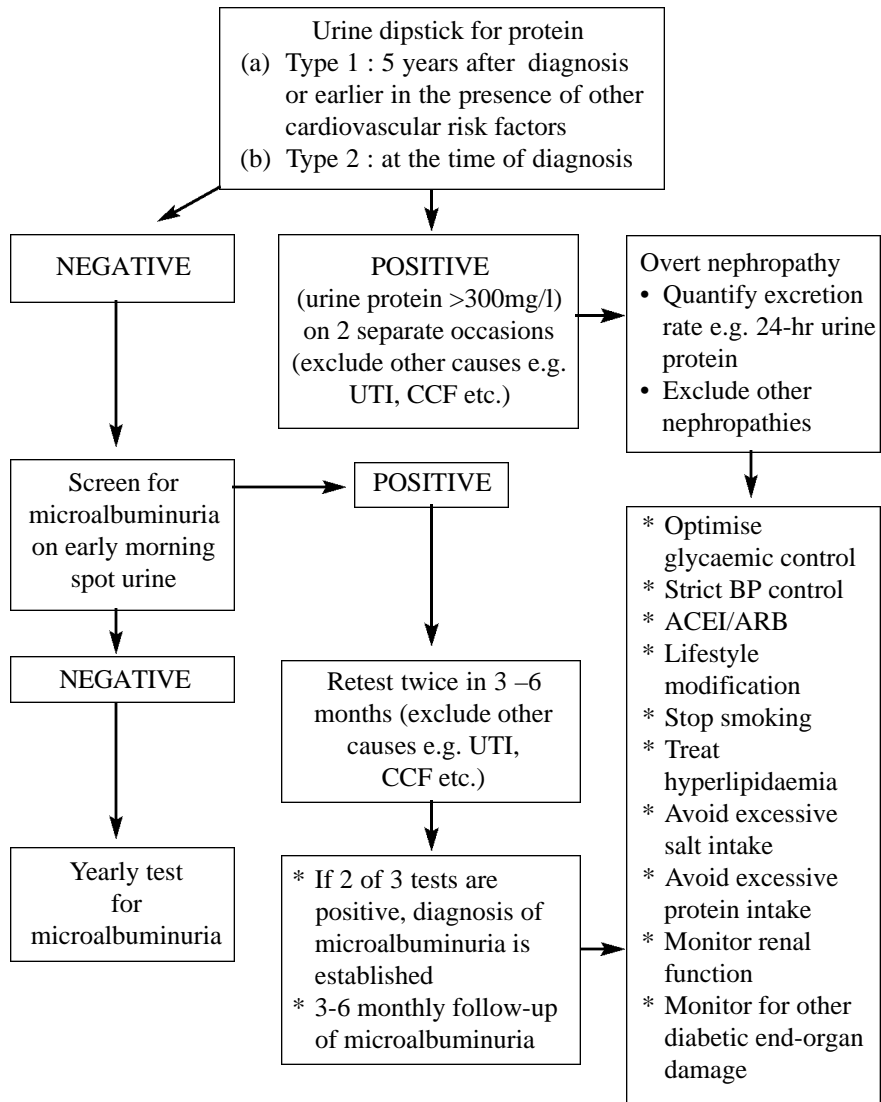 Urine dipstick for protein
(a) Type 1 : 5 years after diagnosis
or earlier in the presence of other
cardiovascular risk factors
(b) Type 2 : at the time of diagnosis
NEGATIVE
POSITIVE
(urine protein >300mg/l)
on 2 separate occasions
(exclude other causes e.g.
UTI, CCF etc.)
Overt nephropathy
• Quantify excretion
rate e.g. 24-hr urine
protein
• Exclude other
nephropathies
Screen for
microalbuminuria
on early morning
spot urine
POSITIVE
NEGATIVE
Retest twice in 3 –6
months (exclude other
causes e.g. UTI,
CCF etc.)
Yearly test
for
microalbuminuria
* If 2 of 3 tests are
positive, diagnosis of
microalbuminuria is
established
* 3-6 monthly follow-up
of microalbuminuria
* Optimise
glycaemic control
* Strict BP control
* ACEI/ARB
* Lifestyle
modification
* Stop smoking
* Treat
hyperlipidaemia
* Avoid excessive
salt intake
* Avoid excessive
protein intake
* Monitor renal
function
* Monitor for other
diabetic end-organ
damage